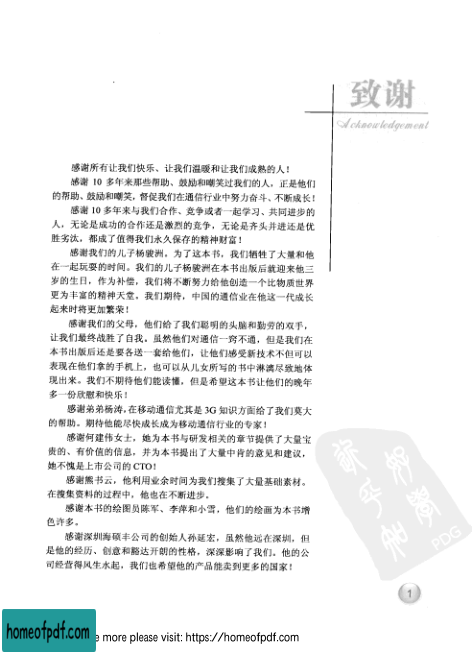 致谢
Acknowledgement
感谢所有让我们快乐、让我们温暖和让我们成熟的人！
感谢 10 多年来那些帮助、鼓励和嘲笑过我们的人，正是他们
的帮助、鼓励和嘲笑，督促我们在通信行业中努力奋斗、不断成长！
感谢 10 多年来与我们合作、竞争或者一起学习、共同进步的
人，无论是成功的合作还是激烈的竞争，无论是齐头并进还是优
胜劣汰，都成了值得我们永久保存的精神财富！
感谢我们的儿子杨骏洲，为了这本书，我们牺牲了大量和他
在一起玩耍的时间。我们的儿子杨骏洲在本书出版后就迎来他三
岁的生日，作为补偿，我们将不断努力给他创造一个比物质世界
更为丰富的精神天堂，我们期待，中国的通信业在他这一代成长
起来时将更加繁荣！
感谢我们的父母，他们给了我们聪明的头脑和勤劳的双手，
让我们最终战胜了自我。虽然他们对通信一窍不通，但是我们在
本书出版后还是要各送一套给他们，让他们感受新技术不但可以
表现在他们拿的手机上，也可以从儿女所写的书中淋漓尽致地体
现出来。我们不期待他们能读懂，但是希望这本书让他们的晚年
多一份欣慰和快乐！
感谢弟弟杨涛，在移动通信尤其是 3G 知识方面给了我们莫大
的帮助。期待他能尽快成长成为移动通信行业的专家！
感谢何建伟女士，她为本书与研发相关的章节提供了大量宝
贵的、有价值的信息，并为本书提出了大量中肯的意见和建议，
她不愧是上市公司的 CTO！
感谢熊书云，他利用业余时间为我们搜集了大量基础素材。
在搜集资料的过程中，他也在不断进步。
感谢本书的绘图员陈军、李萍和小雪，他们的绘画为本书增
色许多。
感谢深圳海硕丰公司的创始人孙延宏，虽然他远在深圳，但
是他的经历、创意和豁达开朗的性格，深深影响了我们。他的公
司经营得风生水起，我们也希望他的产品能卖到更多的国家！
PDG
1
homeofpdf.com
e more please visit: https://homeofpdf.com